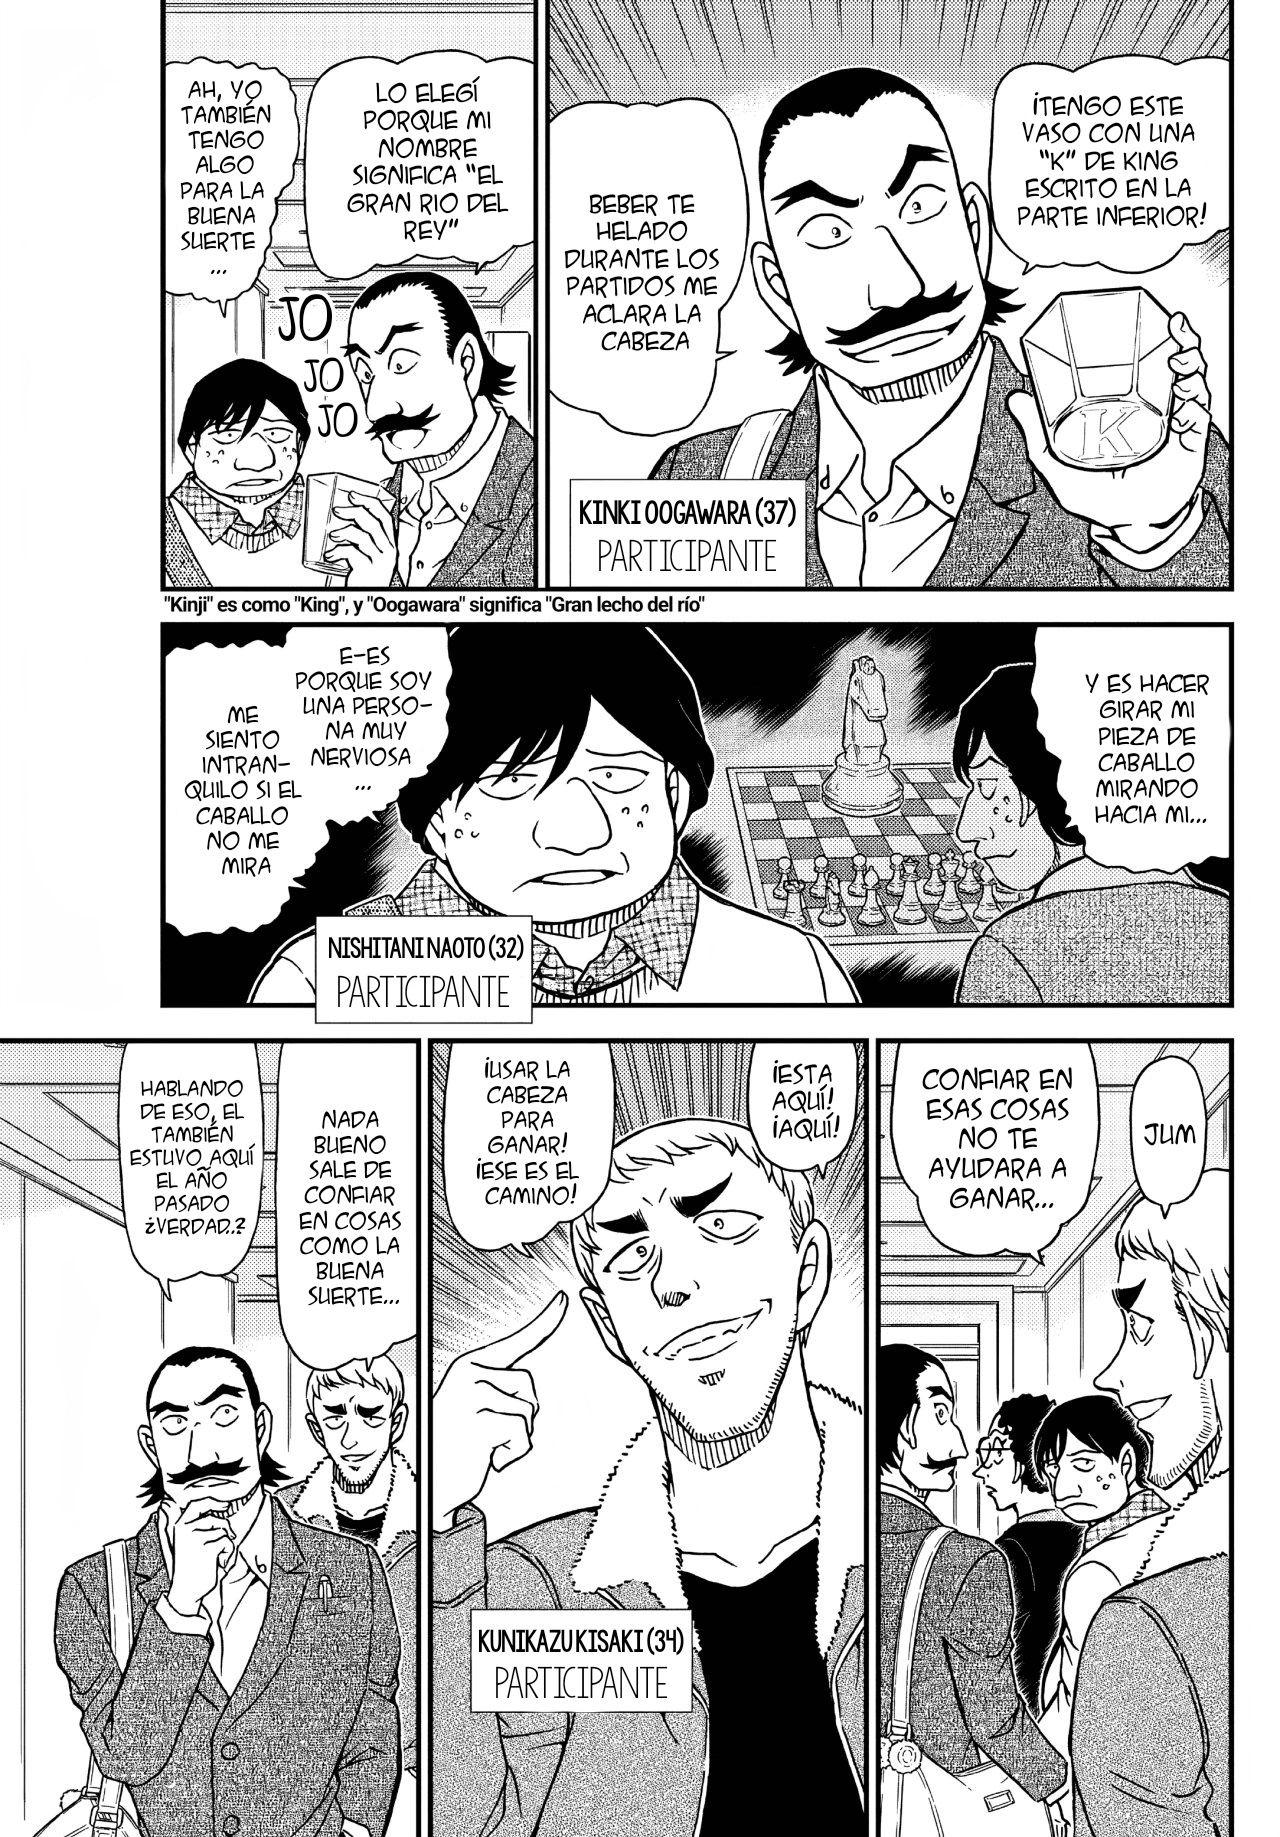 ¡TENGO ESTE
VASO CON UNA
"K" DE KING
ESCRITO EN LA
PARTE INFERIOR!
K
BEBER TE
HELADO
DURANTE LOS
PARTIDOS ME
ACLARA LA
CABEZA
KINKI OOGAWARA (37)
PARTICIPANTE
LO ELEGÍ
PORQUE MI
NOMBRE
SIGNIFICA "EL
GRAN RIO DEL
REY"
JO
JO
JO
AH, YO
TAMBIÉN
TENGO
ALGO
PARA LA
BUENA
SUERTE
...
"Kinji" es como "King", y "Oogawara" significa "Gran lecho del río"
Y ES HACER
GIRAR MI
PIEZA DE
CABALLO
MIRANDO
HACIA MI...
E-ES
PORQUE SOY
UNA PERSO-
NA MUY
NERVIOSA
...
ME
SIENTO
INTRAN-
QUILO SI EL
CABALLO
NO ME
MIRA
NISHITANI NAOTO (32)
PARTICIPANTE
JUM
CONFIAR EN
ESAS COSAS
NO TE
AYUDARA A
GANAR...
¡ESTA
AQUÍ!
¡AQUÍ!
¡USAR LA
CABEZA
PARA
GANAR!
¡ESE ES EL
CAMINO!
KUNIKAZU KISAKI (34)
PARTICIPANTE
NADA
BUENO
SALE DE
CONFIAR
EN COSAS
COMO LA
BUENA
SUERTE...
HABLANDO
DE ESO, EL
TAMBIÉN
ESTUVO AQUÍ
EL AÑO
PASADO
¿VERDAD..?